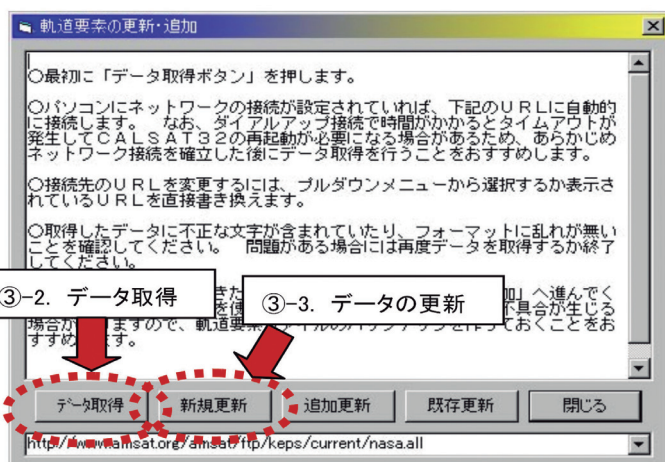 軌道要素の更新・追加
○最初に「データ取得ボタン」を押します。
○パソコンにネットワークの接続が設定されていれば、下記のURLに自動的
に接続します。 なお、ダイアルアップ接続で時間がかかるとタイムアウトが
発生してCALSAT32の再起動が必要になる場合があるため、あらかじめ
ネットワーク接続を確立した後にデータ取得を行うことをおすすめします。
○接続先のURLを変更するには、プルダウンメニューから選択するか表示さ
れているURLを直接書き換えます。
○取得したデータに不正な文字が含まれていたり、フォーマットに乱れが無い
ことを確認してください。 問題がある場合には再度データを取得するか終了
してください。
③-2. データ取得
きた
③-3. データの更新
加」へ進んでく
を使
不具合が生じる
場合が
りますので、軌道要素
ァイルのバックアップを作っておくことをお
すすめ
ます。
データ取得
新規更新
追加更新
既存更新
閉じる
http://www.amsat.org/amsat/ftp/keps/current/nasa.all